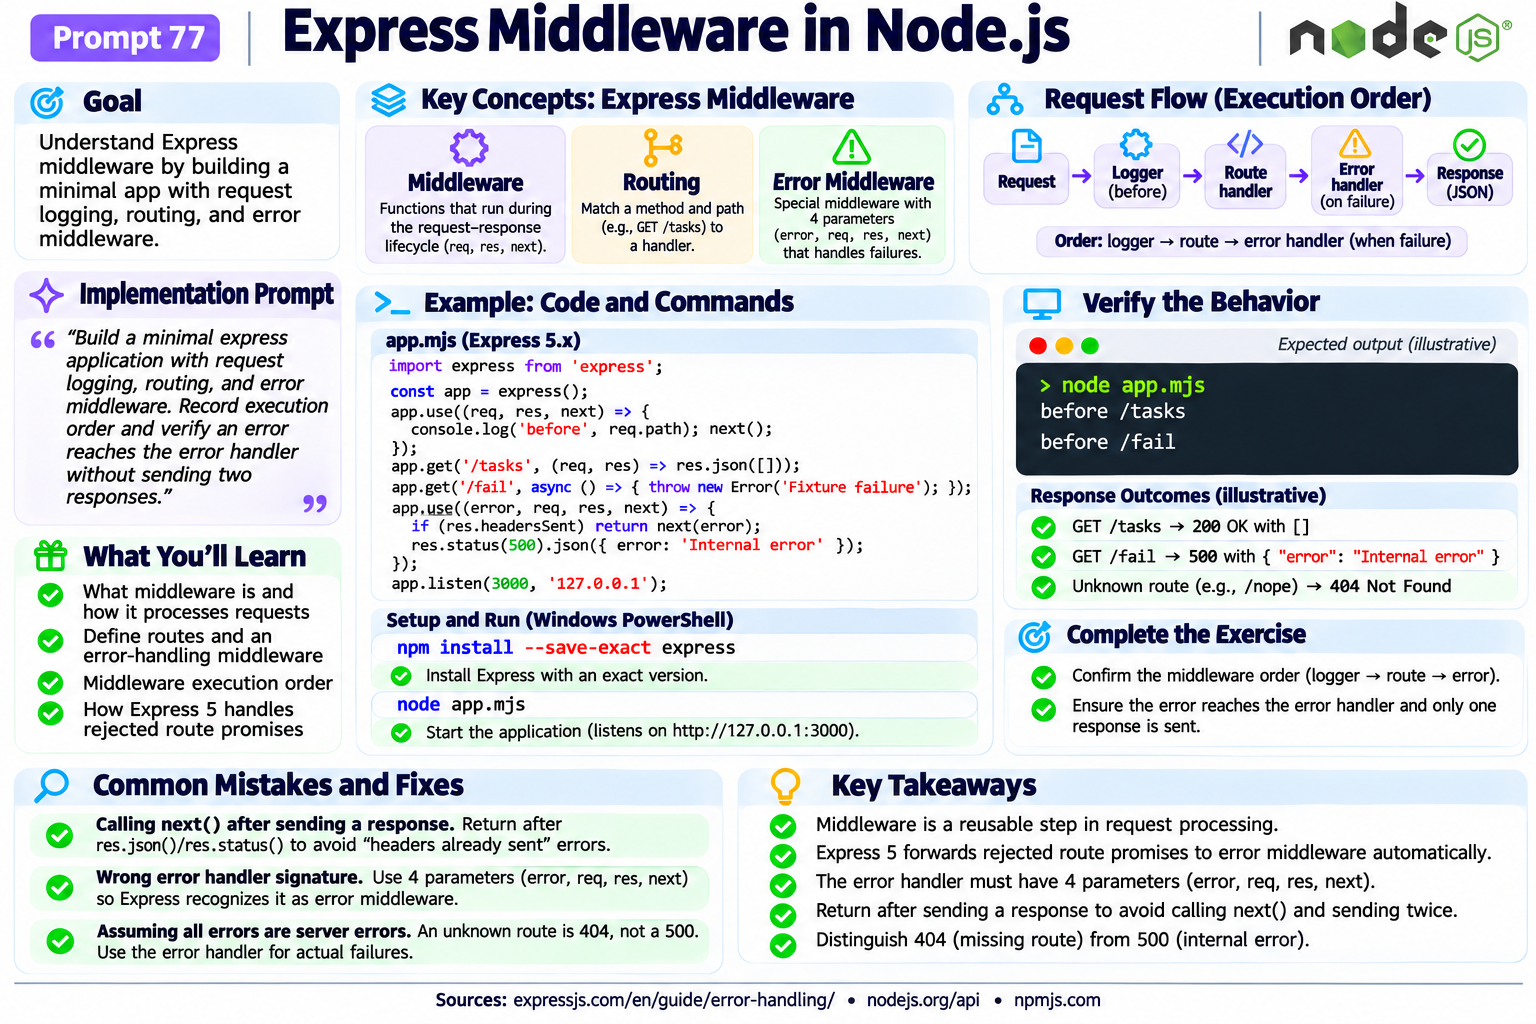 Prompt 77
Express Middleware in Node.js
node
JS
®
Goal
Understand Express
middleware by building a
minimal app with request
logging, routing, and error
middleware.
Key Concepts: Express Middleware
Middleware
Functions that run during
the request–response
lifecycle (req, res, next).
Routing
Match a method and path
(e., GET /tasks) to
a handler.
Error Middleware
Special middleware with
4 parameters
(error, req, res, next)
that handles failures.
Request Flow (Execution Order)
Request
Logger
(before)
Route
handler
Error
handler
(on failure)
Response
(JSON)
Order: logger → route → error handler (when failure)
Implementation Prompt
“Build a minimal express
application with request
logging, routing, and error
middleware. Record execution
order and verify an error
reaches the error handler
without sending two
responses.”
What You’ll Learn
What middleware is and
how it processes requests
Define routes and an
error-handling middleware
Middleware execution order
How Express 5 handles
rejected route promises
Example: Code and Commands
app.mjs (Express 5.x)
import express from 'express';
const app = express();
app.use((req, res, next) => {
console.log('before', req.path); next();
});
app.get('/tasks', (req, res) => res.json([]));
app.get('/fail', async () => { throw new Error('Fixture failure'); });
app.use((error, req, res, next) => {
if (res.headersSent) return next(error);
res.status(500).json({ error: 'Internal error' });
});
app.listen(3000, '127.0.0.1');
Setup and Run (Windows PowerShell)
npm install --save-exact express
Install Express with an exact version.
node app.mjs
Start the application (listens on http://127.0.0.1:3000).
Verify the Behavior
Expected output (illustrative)
> node app.mjs
before /tasks
before /fail
Response Outcomes (illustrative)
GET /tasks → 200 OK with []
GET /fail → 500 with { "error": "Internal error" }
Unknown route (e.g., /nope) → 404 Not Found
Complete the Exercise
Confirm the middleware order (logger → route → error).
Ensure the error reaches the error handler and only one
response is sent.
Common Mistakes and Fixes
Calling next() after sending a response. Return after
res.json()/res.status() to avoid “headers already sent” errors.
Wrong error handler signature. Use 4 parameters (error, req, res, next)
so Express recognizes it as error middleware.
Assuming all errors are server errors. An unknown route is 404, not a 500.
Use the error handler for actual failures.
Key Takeaways
Middleware is a reusable step in request processing.
Express 5 forwards rejected route promises to error middleware automatically.
The error handler must have 4 parameters (error, req, res, next).
Return after sending a response to avoid calling next() and sending twice.
Distinguish 404 (missing route) from 500 (internal error).
Sources: expressjs.com/en/guide/error-handling/ • nodejs.org/api • npmjs.com